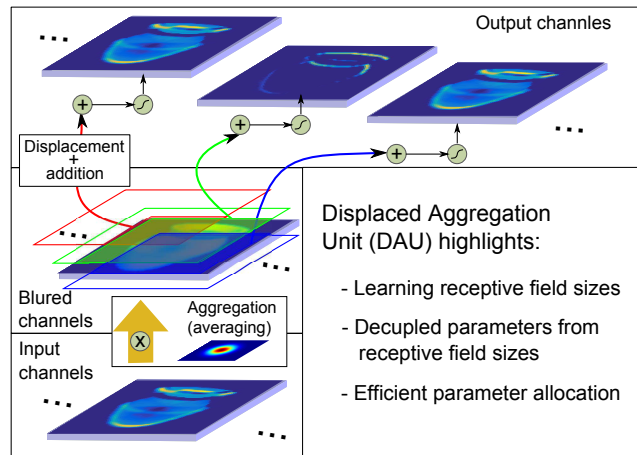 Output channles
Displacement
+
addition
Displaced Aggregation
Unit (DAU) highlights:
- Learning receptive field sizes
- Decupled parameters from
receptive field sizes
- Efficient parameter allocation
Blured
channels
Aggregation
(averaging)
X
Input
channels